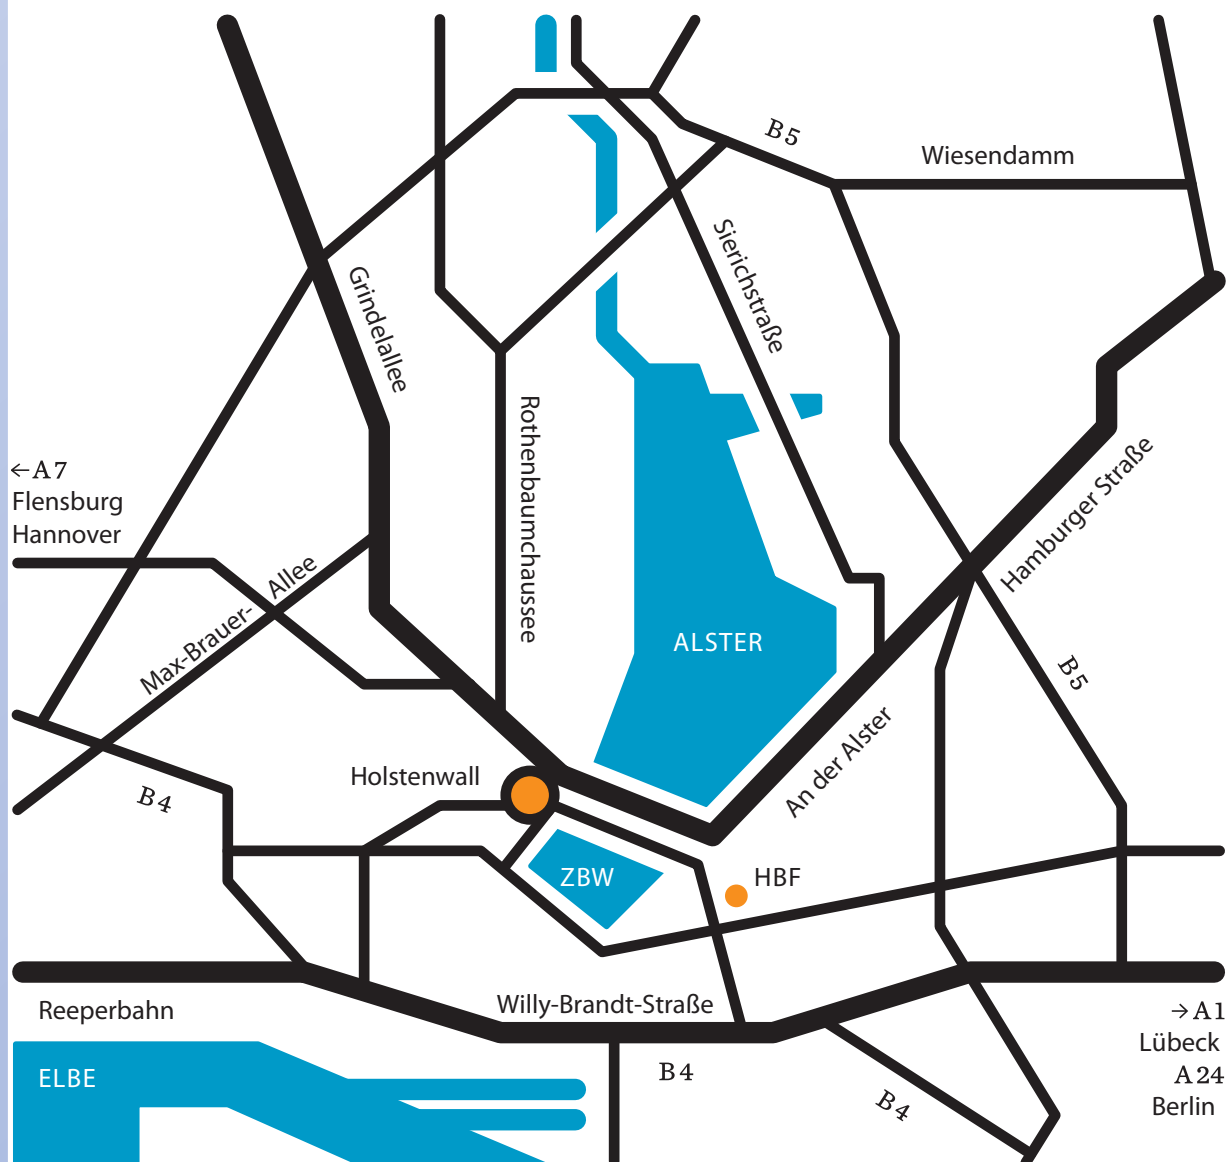 B5
Wiesendamm
Sierichstraße
Grindelallee
Rothenbaumchaussee
←A7
Flensburg
Hannover
Hamburger Straße
Max-Brauer- Allee
ALSTER
B5
An der Alster
Holstenwall
B4
ZBW
HBF
Reeperbahn
Willy-Brandt-Straße
→A1
Lübeck
A24
Berlin
ELBE
B4
B4